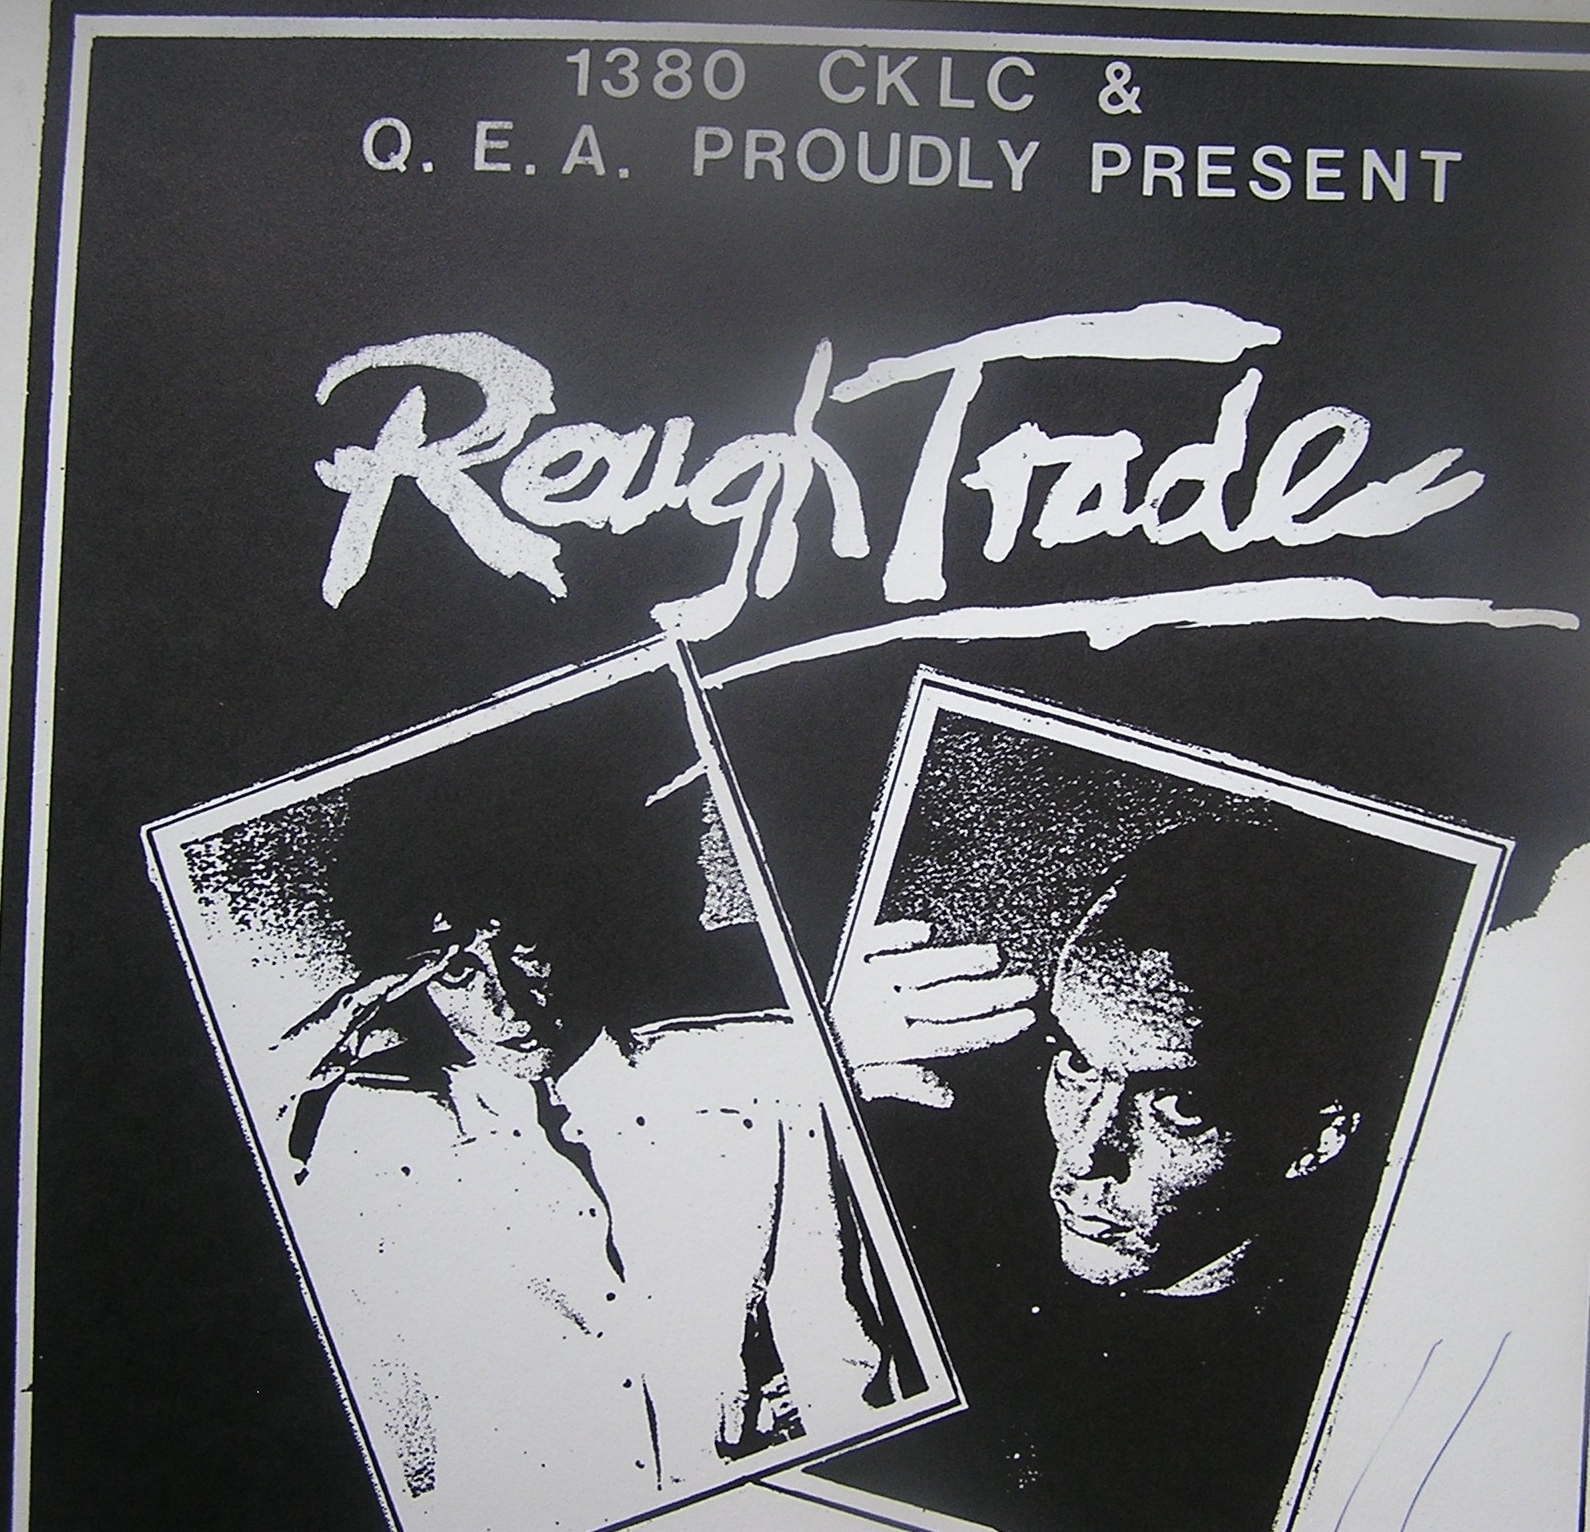 1380 CKLC &
Q. E. A. PROUDLY PRESENT
Rough Trade